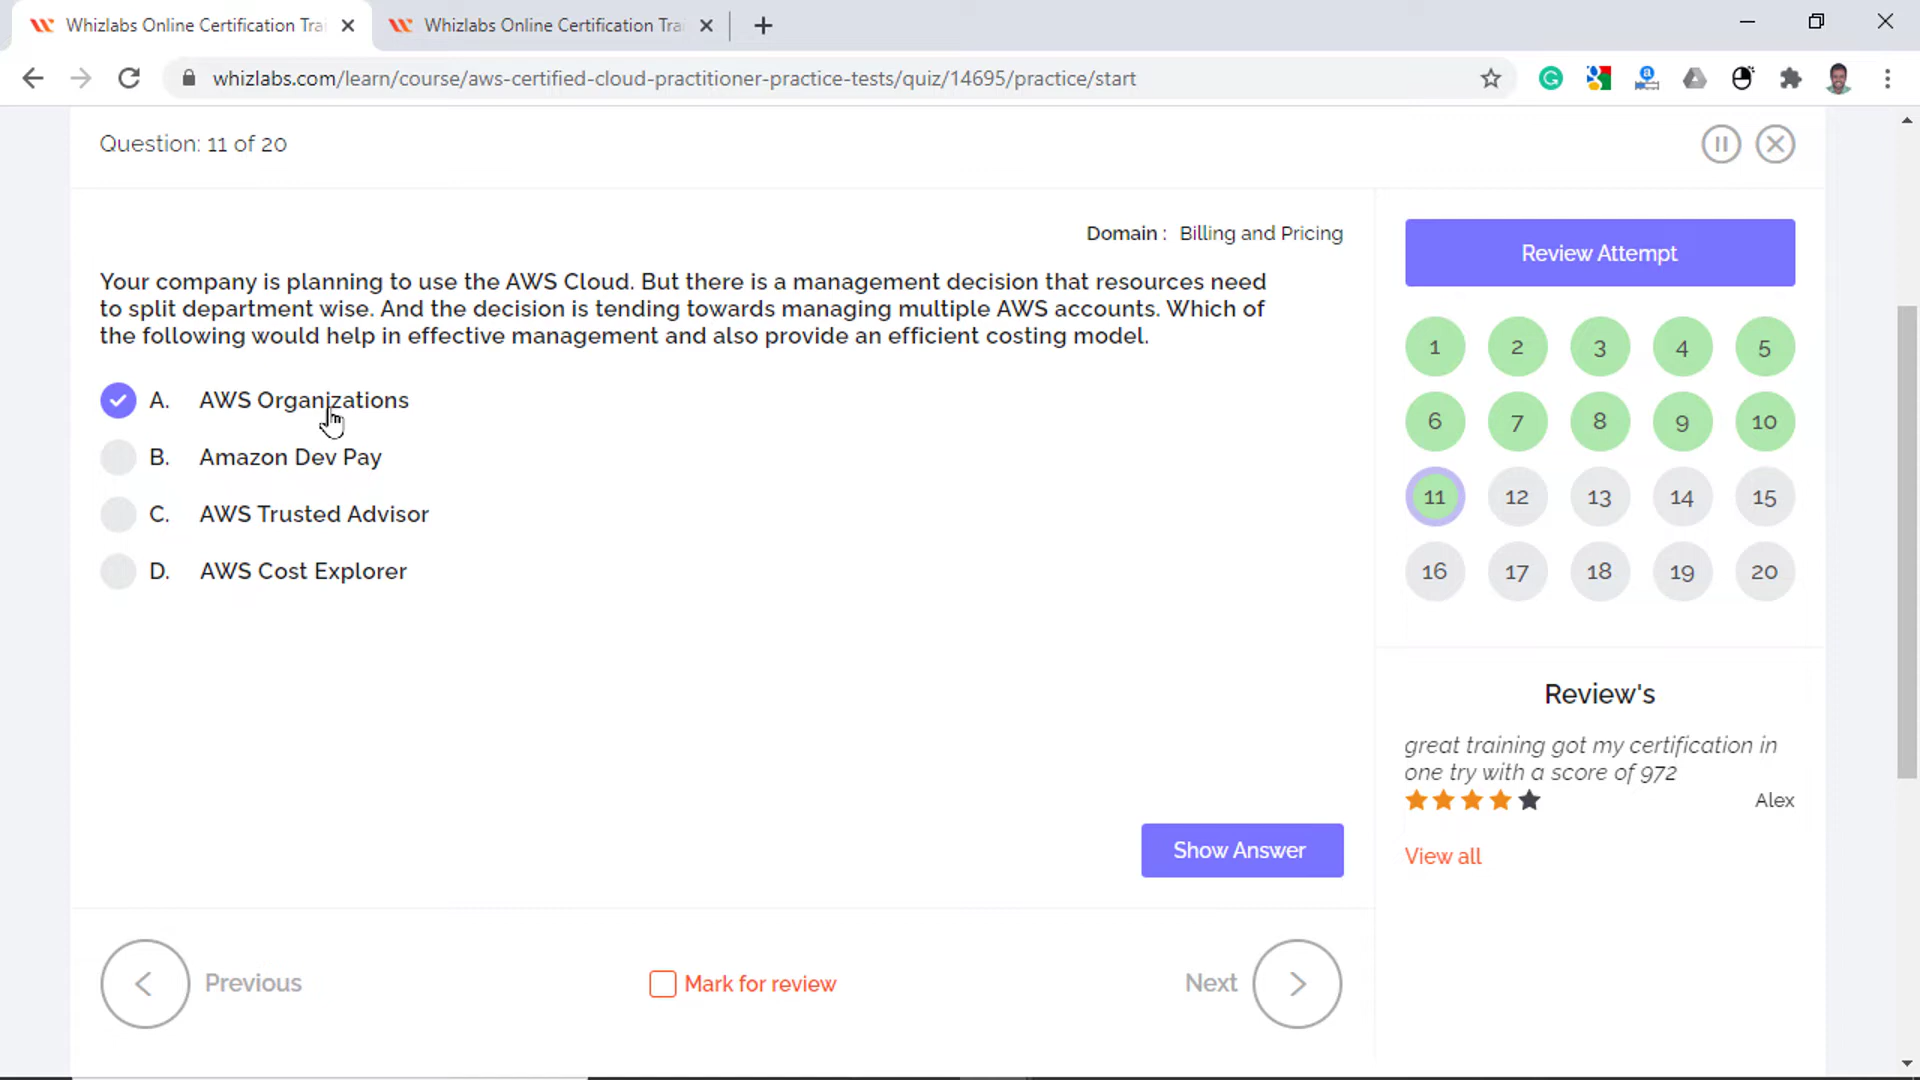 Whizlabs Online Certification Tra
Whizlabs Online Certification Tra
whizlabs.com/learn/course/aws-certified-cloud-practitioner-practice-tests/quiz/14695/practice/start
Question: 11 of 20
Domain : Billing and Pricing
Your company is planning to use the AWS Cloud. But there is a management decision that resources need
to split department wise. And the decision is tending towards managing multiple AWS accounts. Which of
the following would help in effective management and also provide an efficient costing model.
A. AWS Organizations
B. Amazon Dev Pay
C. AWS Trusted Advisor
D. AWS Cost Explorer
Show Answer
Previous
Mark for review
Next
Review Attempt
1 2 3 4 5
6 7 8 9 10
11 12 13 14 15
16 17 18 19 20
Review's
great training got my certification in
one try with a score of 972
Alex
View all